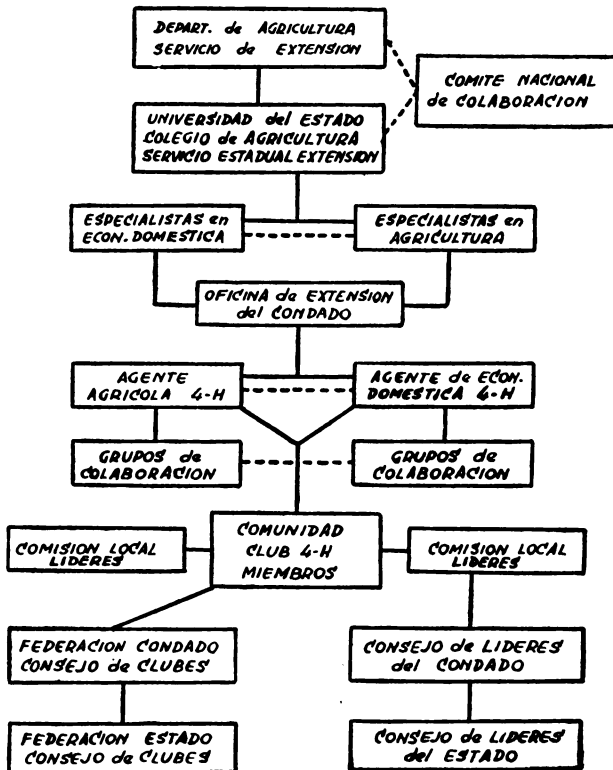 DEPART. de AGRICULTURA
SERVICIO de EXTENSION
COMITE NACIONAL
de COLABORACION
UNIVERSIDAD del ESTADO
COLEGIO de AGRICULTURA
SERVICIO ESTADUAL EXTENSION
ESPECIALISTAS en
ECON. DOMESTICA
ESPECIALISTAS en
AGRICULTURA
OFICINA de EXTENSION
del CONDADO
AGENTE
AGRICOLA 4-H
AGENTE de ECON.
DOMESTICA 4-H
GRUPOS de
COLABORACION
GRUPOS de
COLABORACION
COMISION LOCAL
LIDERES
COMUNIDAD
CLUB 4-H
MIEMBROS
COMISION LOCAL
LIDERES
FEDERACION CONDADO
CONSEJO de CLUBES
CONSEJO de LIDERES
del CONDADO
FEDERACION ESTADO
CONSEJO de CLUBES
CONSEJO de LIDERES
del ESTADO